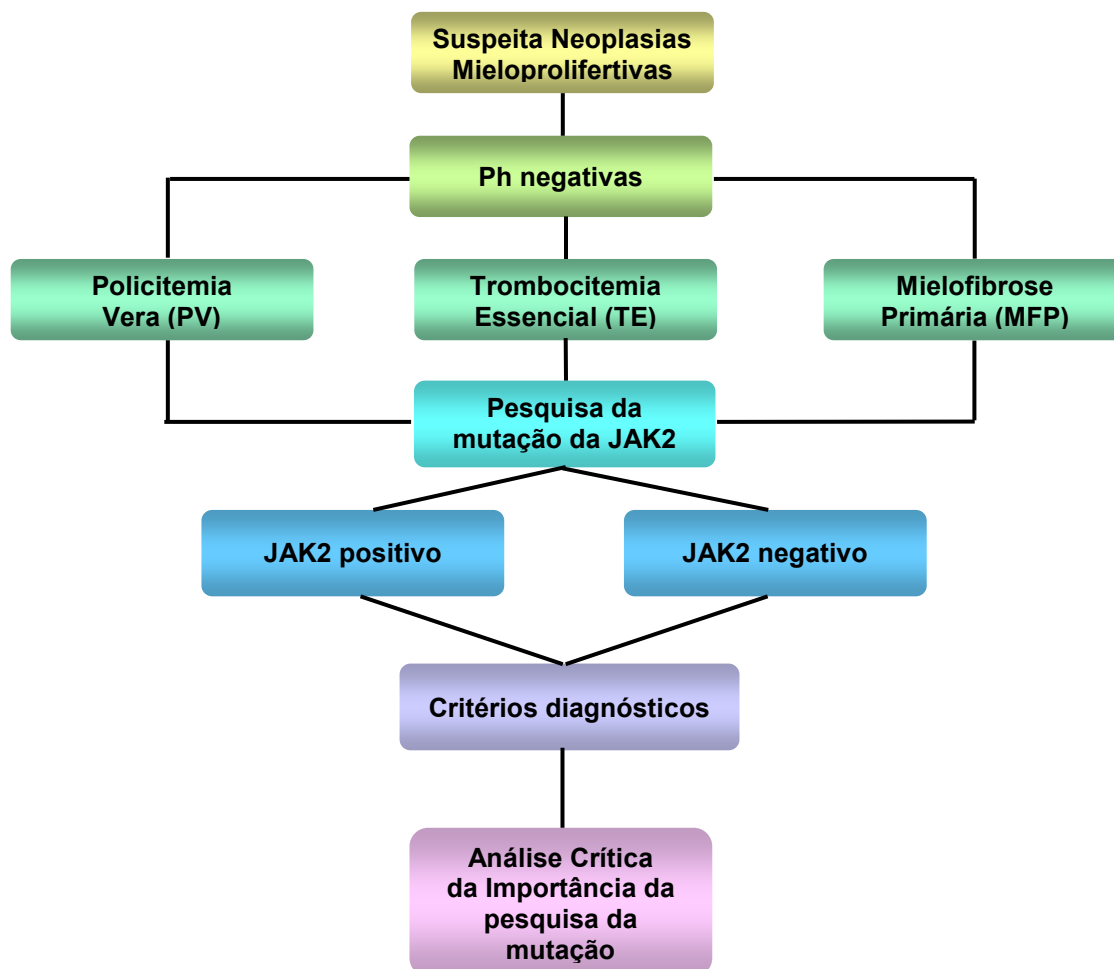 Suspeita Neoplasias
Mieloprolifertivas
Ph negativas
Policitemia
Vera (PV)
Trombocitemia
Essencial (TE)
Mielofibrose
Primária (MFP)
Pesquisa da
mutação da JAK2
JAK2 positivo
JAK2 negativo
Critérios diagnósticos
Análise Crítica
da Importância da
pesquisa da
mutação